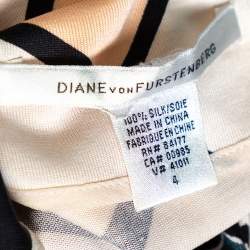 DIANE VON FURSTENBERG
100% SILK/SOIE
MADE IN CHINA
FABRIQUE EN CHINE
RN# 84177
CA# 00985
V# 41011
4